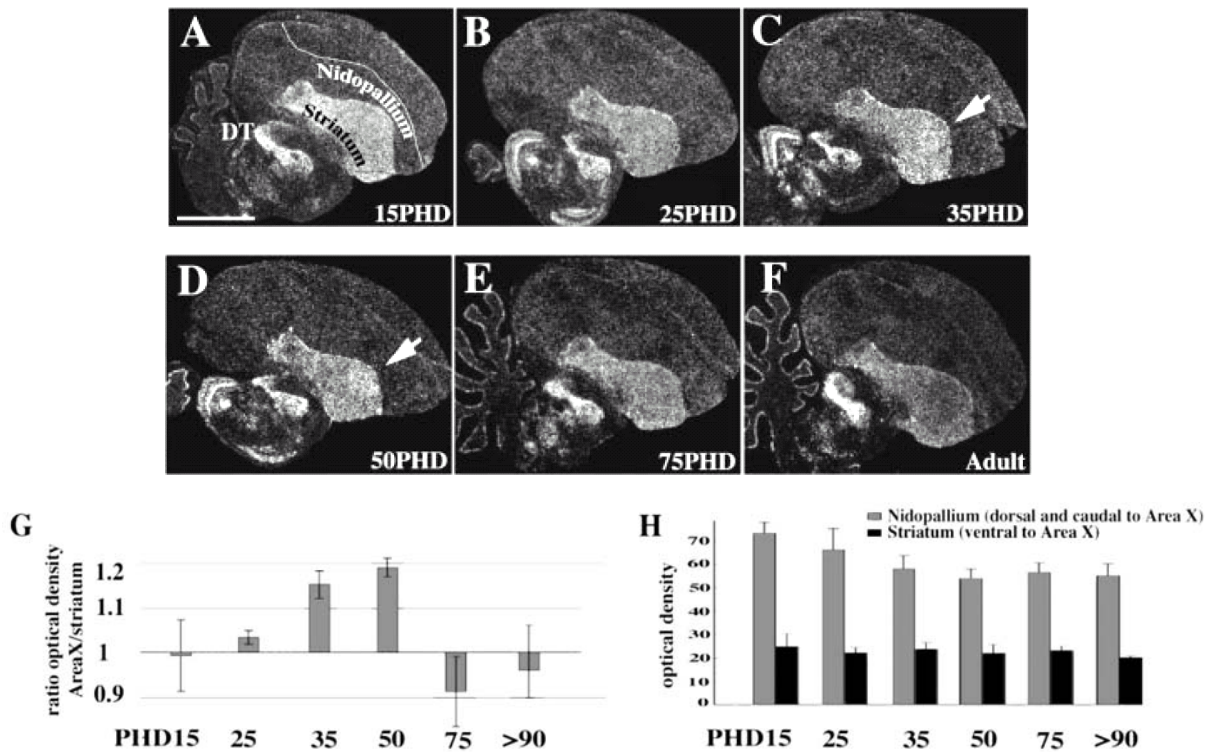 A
Nidopallium
Striatum
DT
15PHD
B
25PHD
C
35PHD
D
50PHD
E
75PHD
F
Adult
G
ratio optical density
AreaX/striatum
1.2
1.1
1
0.9
PHD15 25 35 50 75 >90
H
Nidopallium (dorsal and caudal to Area X)
Striatum (ventral to Area X)
optical density
70
60
50
40
30
20
10
0
PHD15 25 35 50 75 >90